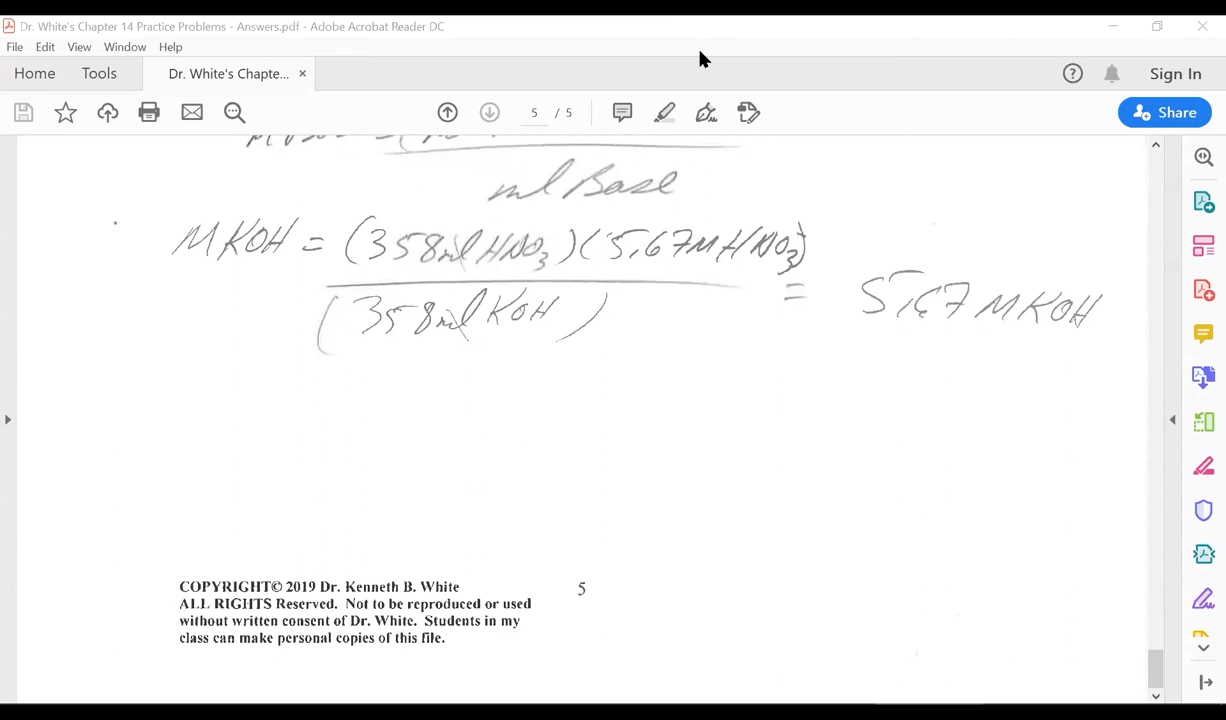 Dr. White's Chapter 14 Practice Problems - Answers.pdf - Adobe Acrobat Reader DC
File Edit View Window Help
Home Tools Dr. White's Chapte... × Sign In
5 / 5 Share
ml Base
MKOH = (358ml HNO3)(5.67M HNO3)
(358ml KOH) = 5.67 MKOH
COPYRIGHT© 2019 Dr. Kenneth B. White 5
ALL RIGHTS Reserved. Not to be reproduced or used
without written consent of Dr. White. Students in my
class can make personal copies of this file.